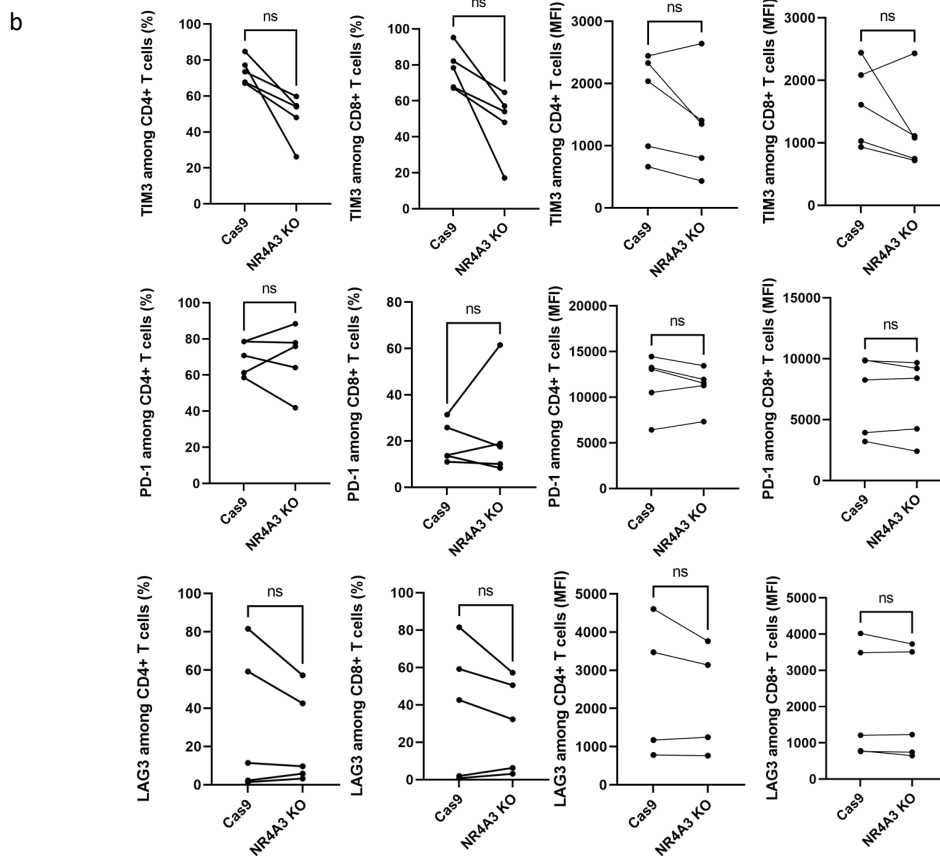 b
TIM3 among CD4+ T cells (%)
100
80
60
40
20
0
ns
Cas9
NR4A3 KO
TIM3 among CD8+ T cells (%)
100
80
60
40
20
0
ns
Cas9
NR4A3 KO
TIM3 among CD4+ T cells (MFI)
3000
2000
1000
0
ns
Cas9
NR4A3 KO
TIM3 among CD8+ T cells (MFI)
3000
2000
1000
0
ns
Cas9
NR4A3 KO
PD-1 among CD4+ T cells (%)
100
80
60
40
20
0
ns
Cas9
NR4A3 KO
PD-1 among CD8+ T cells (%)
80
60
40
20
0
ns
Cas9
NR4A3 KO
PD-1 among CD4+ T cells (MFI)
20000
15000
10000
5000
0
ns
Cas9
NR4A3 KO
PD-1 among CD8+ T cells (MFI)
15000
10000
5000
0
ns
Cas9
NR4A3 KO
LAG3 among CD4+ T cells (%)
100
80
60
40
20
0
ns
Cas9
NR4A3 KO
LAG3 among CD8+ T cells (%)
100
80
60
40
20
0
ns
Cas9
NR4A3 KO
LAG3 among CD4+ T cells (MFI)
5000
4000
3000
2000
1000
0
ns
Cas9
NR4A3 KO
LAG3 among CD8+ T cells (MFI)
5000
4000
3000
2000
1000
0
ns
Cas9
NR4A3 KO